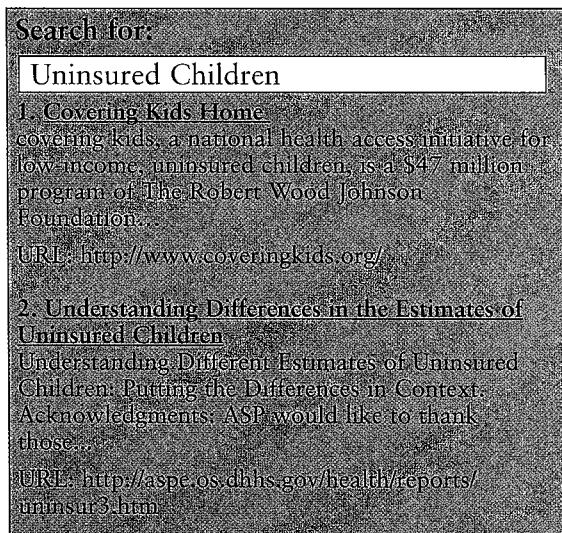 Search for:
Uninsured Children
1. Covering Kids Home
covering kids, a national health access initiative for
low-income, uninsured children, is a $47 million
program of The Robert Wood Johnson
Foundation...
URL: http://www.coveringkids.org/
2. Understanding Differences in the Estimates of
Uninsured Children
Understanding Different Estimates of Uninsured
Children: Putting the Differences in Context.
Acknowledgments: ASP would like to thank
those...
URL: http://aspe.os.dhhs.gov/health/reports/
uninsur3.htm